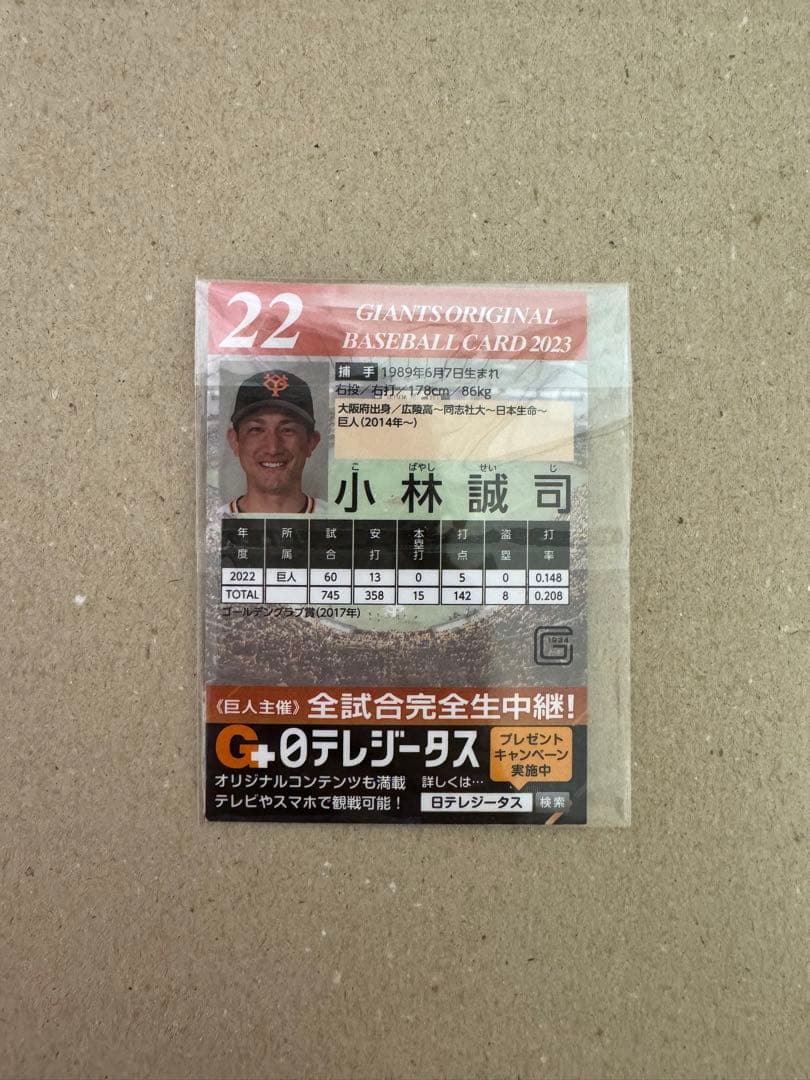 22
GIANTS ORIGINAL
BASEBALL CARD 2023
捕手 1989年6月7日生まれ
右投/右打/178cm/86kg
大阪府出身/広陵高~同志社大~日本生命~
巨人(2014年~)
こ ばやし せい じ
小林誠司
年度 所属 試合 安打 本塁打 打点 盗塁 打率
2022 巨人 60 13 0 5 0 0.148
TOTAL 745 358 15 142 8 0.208
ゴールデングラブ賞(2017年)
1934
G
《巨人主催》全試合完全生中継!
G+日テレジータス
プレゼント
キャンペーン
実施中
オリジナルコンテンツも満載 詳しくは…
テレビやスマホで観戦可能! 日テレジータス 検索